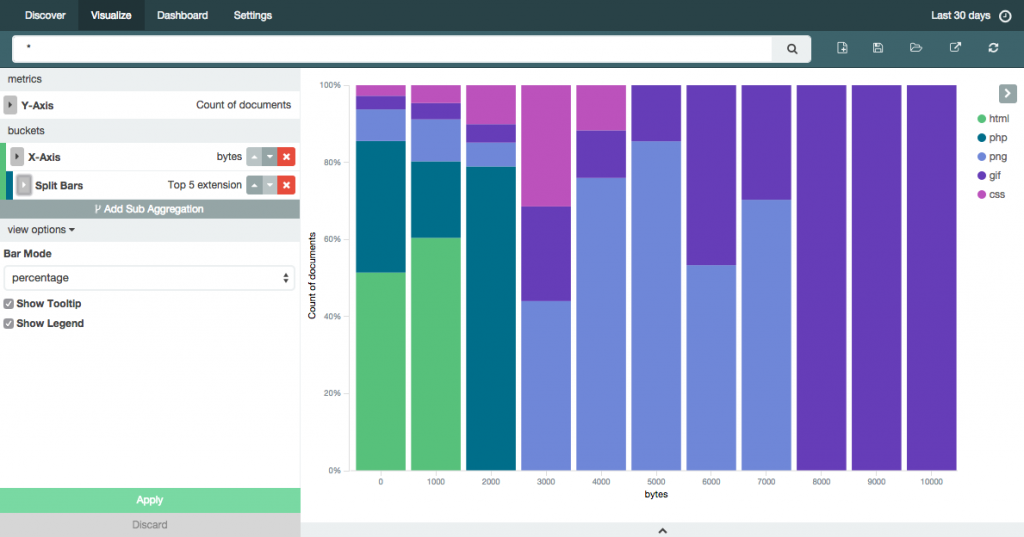 Discover Visualize Dashboard Settings Last 30 days
*
metrics
Y-Axis Count of documents
buckets
X-Axis bytes
Split Bars Top 5 extension
Add Sub Aggregation
view options
Bar Mode
percentage
Show Tooltip
Show Legend
Apply
Discard
Count of documents
100%
80%
60%
40%
20%
0%
0 1000 2000 3000 4000 5000 6000 7000 8000 9000 10000
bytes
html
php
png
gif
css